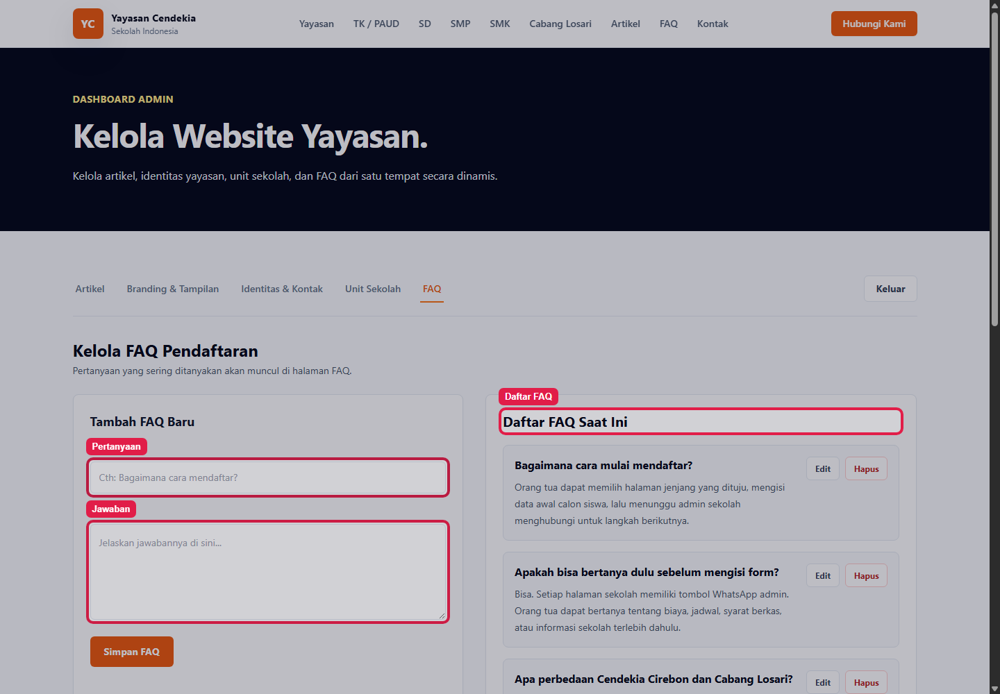 YC
Yayasan Cendekia
Sekolah Indonesia
Yayasan
TK / PAUD
SD
SMP
SMK
Cabang Losari
Artikel
FAQ
Kontak
Hubungi Kami
DASHBOARD ADMIN
Kelola Website Yayasan.
Kelola artikel, identitas yayasan, unit sekolah, dan FAQ dari satu tempat secara dinamis.
Artikel
Branding & Tampilan
Identitas & Kontak
Unit Sekolah
FAQ
Keluar
Kelola FAQ Pendaftaran
Pertanyaan yang sering ditanyakan akan muncul di halaman FAQ.
Tambah FAQ Baru
Pertanyaan
Cth: Bagaimana cara mendaftar?
Jawaban
Jelaskan jawabannya di sini...
Simpan FAQ
Daftar FAQ
Daftar FAQ Saat Ini
Bagaimana cara mulai mendaftar?
Edit
Hapus
Orang tua dapat memilih halaman jenjang yang dituju, mengisi
data awal calon siswa, lalu menunggu admin sekolah
menghubungi untuk langkah berikutnya.
Apakah bisa bertanya dulu sebelum mengisi form?
Edit
Hapus
Bisa. Setiap halaman sekolah memiliki tombol WhatsApp admin.
Orang tua dapat bertanya tentang biaya, jadwal, syarat berkas,
atau informasi sekolah terlebih dahulu.
Apa perbedaan Cendekia Cirebon dan Cabang Losari?
Edit
Hapus